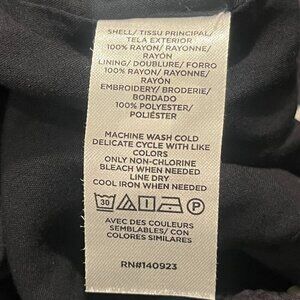 SHELL/ TISSU PRINCIPAL/
TELA EXTERIOR
100% RAYON/ RAYONNE/
RAYÓN
LINING/ DOUBLURE/ FORRO
100% RAYON/ RAYONNE/
RAYÓN
EMBROIDERY/ BRODERIE/
BORDADO
100% POLYESTER/
POLIÉSTER
MACHINE WASH COLD
DELICATE CYCLE WITH LIKE
COLORS
ONLY NON-CHLORINE
BLEACH WHEN NEEDED
LINE DRY
COOL IRON WHEN NEEDED
30 P
AVEC DES COULEURS
SEMBLABLES/ CON
COLORES SIMILARES
RN#140923